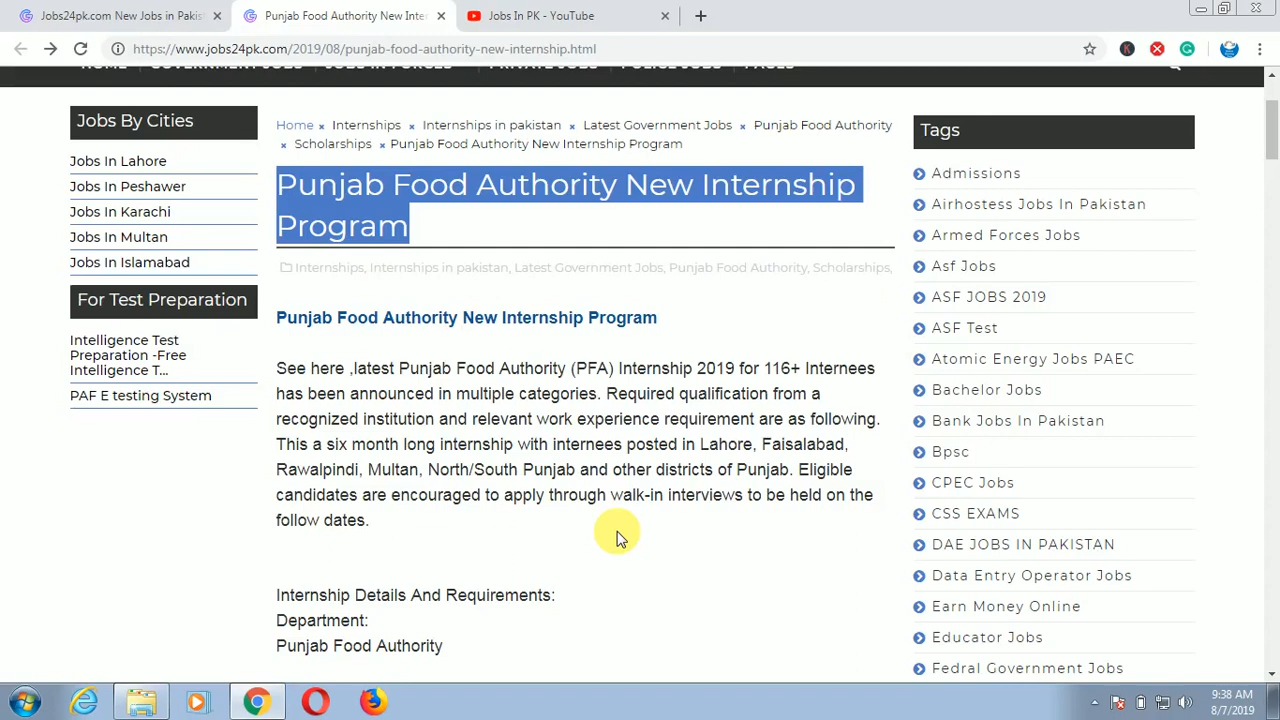 Jobs24pk.com New Jobs in Pakist
Punjab Food Authority New Inter
Jobs In PK - YouTube
https://www.jobs24pk.com/2019/08/punjab-food-authority-new-internship.html
Jobs By Cities
Jobs In Lahore
Jobs In Peshawer
Jobs In Karachi
Jobs In Multan
Jobs In Islamabad
For Test Preparation
Intelligence Test
Preparation -Free
Intelligence T...
PAF E testing System
Home × Internships × Internships in pakistan × Latest Government Jobs × Punjab Food Authority
× Scholarships × Punjab Food Authority New Internship Program
Punjab Food Authority New Internship
Program
Internships, Internships in pakistan, Latest Government Jobs, Punjab Food Authority, Scholarships,
Punjab Food Authority New Internship Program
See here ,latest Punjab Food Authority (PFA) Internship 2019 for 116+ Internees
has been announced in multiple categories. Required qualification from a
recognized institution and relevant work experience requirement are as following.
This a six month long internship with internees posted in Lahore, Faisalabad,
Rawalpindi, Multan, North/South Punjab and other districts of Punjab. Eligible
candidates are encouraged to apply through walk-in interviews to be held on the
follow dates.
Internship Details And Requirements:
Department:
Punjab Food Authority
Tags
Admissions
Airhostess Jobs In Pakistan
Armed Forces Jobs
Asf Jobs
ASF JOBS 2019
ASF Test
Atomic Energy Jobs PAEC
Bachelor Jobs
Bank Jobs In Pakistan
Bpsc
CPEC Jobs
CSS EXAMS
DAE JOBS IN PAKISTAN
Data Entry Operator Jobs
Earn Money Online
Educator Jobs
Fedral Government Jobs
9:38 AM
8/7/2019